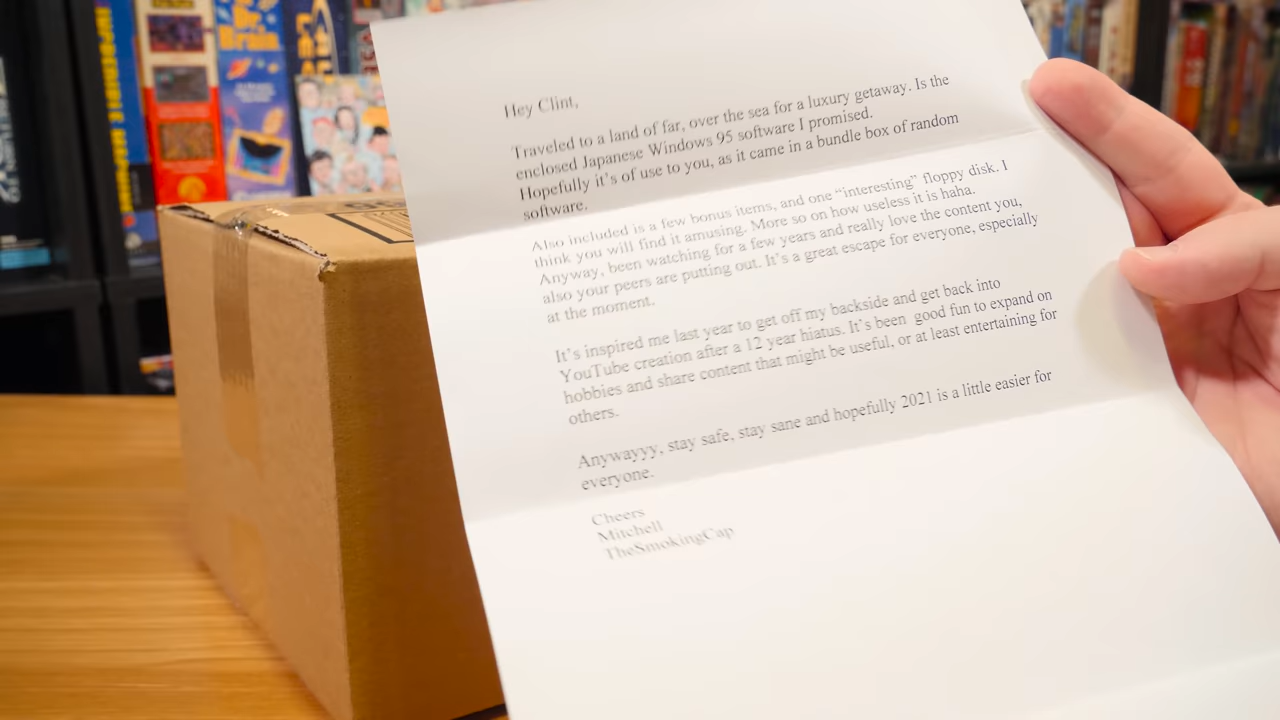 Dr.
Brain
Hey Clint,
Traveled to a land of far, over the sea for a luxury getaway. Is the
enclosed Japanese Windows 95 software I promised.
Hopefully it's of use to you, as it came in a bundle box of random
software.
Also included is a few bonus items, and one “interesting” floppy disk. I
think you will find it amusing. More so on how useless it is haha.
Anyway, been watching for a few years and really love the content you,
also your peers are putting out. It's a great escape for everyone, especially
at the moment.
It's inspired me last year to get off my backside and get back into
YouTube creation after a 12 year hiatus. It's been good fun to expand on
hobbies and share content that might be useful, or at least entertaining for
others.
Anywayyy, stay safe, stay sane and hopefully 2021 is a little easier for
everyone.
Cheers
Mitchell
TheSmokingCap